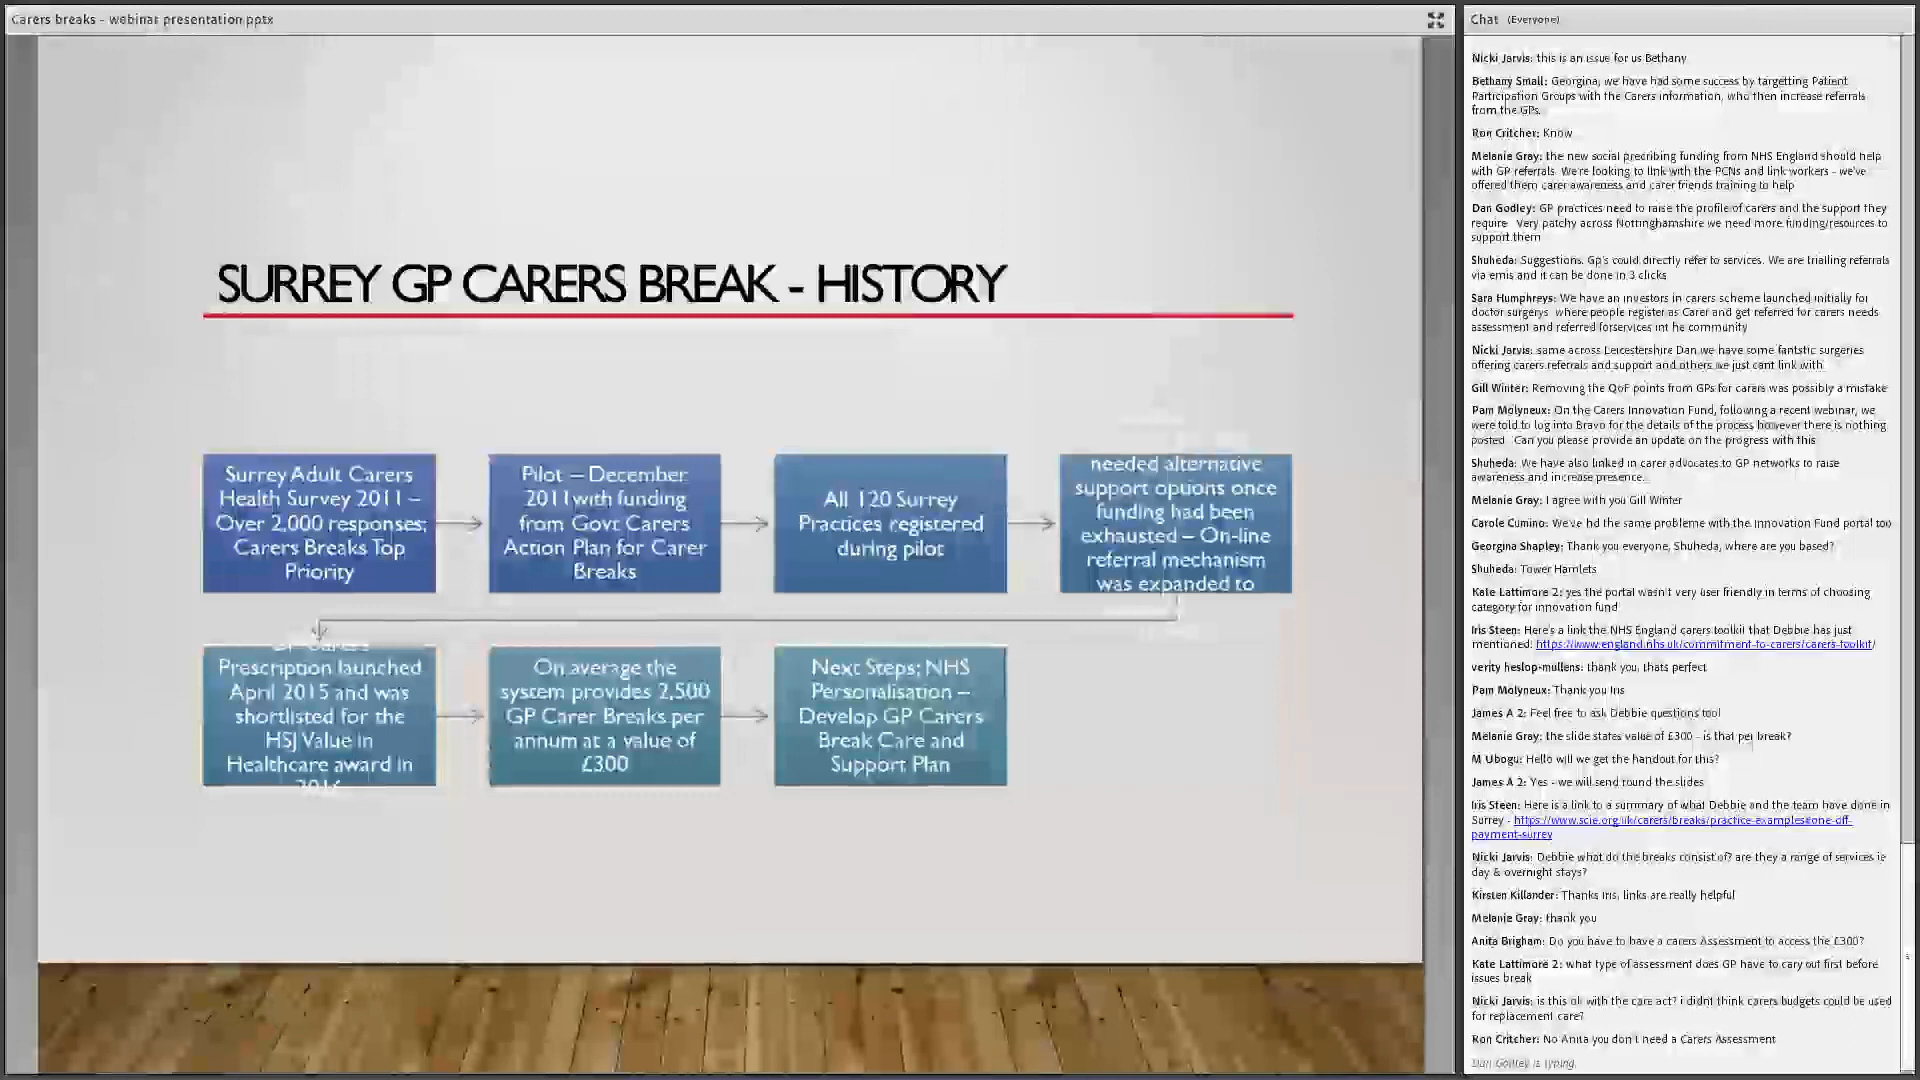 Carers breaks - webinar presentation.pptx
SURREY GP CARERS BREAK - HISTORY
Surrey Adult Carers
Health Survey 2011 –
Over 2,000 responses;
Carers Breaks Top
Priority
Pilot – December
2011with funding
from Govt Carers
Action Plan for Carer
Breaks
All 120 Surrey
Practices registered
during pilot
needed alternative
support options once
funding had been
exhausted – On-line
referral mechanism
was expanded to
Prescription launched
April 2015 and was
shortlisted for the
HSJ Value in
Healthcare award in
On average the
system provides 2,500
GP Carer Breaks per
annum at a value of
£300
Next Steps; NHS
Personalisation –
Develop GP Carers
Break Care and
Support Plan
Chat (Everyone)
Nicki Jarvis: this is an issue for us Bethany
Bethany Small: Georgina, we have had some success by targetting Patient
Participation Groups with the Carers information, who then increase referrals
from the GPs.
Ron Critcher: Know
Melanie Gray: the new social precribing funding from NHS England should help
with GP referrals We're looking to link with the PCNs and link workers - we've
offered them carer awareness and carer friends training to help
Dan Godley: GP practices need to raise the profile of carers and the support they
require Very patchy across Nottinghamshire we need more funding/resources to
support them
Shuheda: Suggestions. Gp's could directly refer to services. We are trialling referrals
via emis and it can be done in 3 clicks
Sara Humphreys: We have an investors in carers scheme launched initially for
doctor surgerys where people register as Carer and get referred for carers needs
assessment and referred forservices int he community
Nicki Jarvis: same across Leicestershire Dan we have some fantstic surgeries
offering carers referrals and support and others we just cant link with
Gill Winter: Removing the QoF points from GPs for carers was possibly a mistake
Pam Molyneux: On the Carers Innovation Fund, following a recent webinar, we
were told to log into Bravo for the details of the process however there is nothing
posted Can you please provide an update on the progress with this
Shuheda: We have also linked in carer advocates to GP networks to raise
awareness and increase presence.
Melanie Gray: I agree with you Gill Winter
Carole Cumino: We've hd the same probleme with the Innovation Fund portal too
Georgina Shapley: Thank you everyone, Shuheda, where are you based?
Shuheda: Tower Hamlets
Kate Lattimore 2: yes the portal wasn't very user friendly in terms of choosing
category for innovation fund
Iris Steen: Here's a link the NHS England carers toolkit that Debbie has just
mentioned: https://www.england.nhs.uk/commitment-to-carers/carers-toolkit/
verity heslop-mullens: thank you, thats perfect
Pam Molyneux: Thank you Iris
James A 2: Feel free to ask Debbie questions too!
Melanie Gray: the slide states value of £300 - is that per break?
M Ubogu: Hello will we get the handout for this?
James A 2: Yes - we will send round the slides
Iris Steen: Here is a link to a summary of what Debbie and the team have done in
Surrey - https://www.scie.org.uk/carers/breaks/practice-examples#one-off-
payment-surrey
Nicki Jarvis: Debbie what do the breaks consist of? are they a range of services ie
day & overnight stays?
Kirsten Killander: Thanks Iris, links are really helpful
Melanie Gray: thank you
Anita Brigham: Do you have to have a carers Assessment to access the £300?
Kate Lattimore 2: what type of assessment does GP have to cary out first before
issues break
Nicki Jarvis: is this ok with the care act? i didnt think carers budgets could be used
for replacement care?
Ron Critcher: No Anita you don t need a Carers Assessment
Dan Godley is typing.